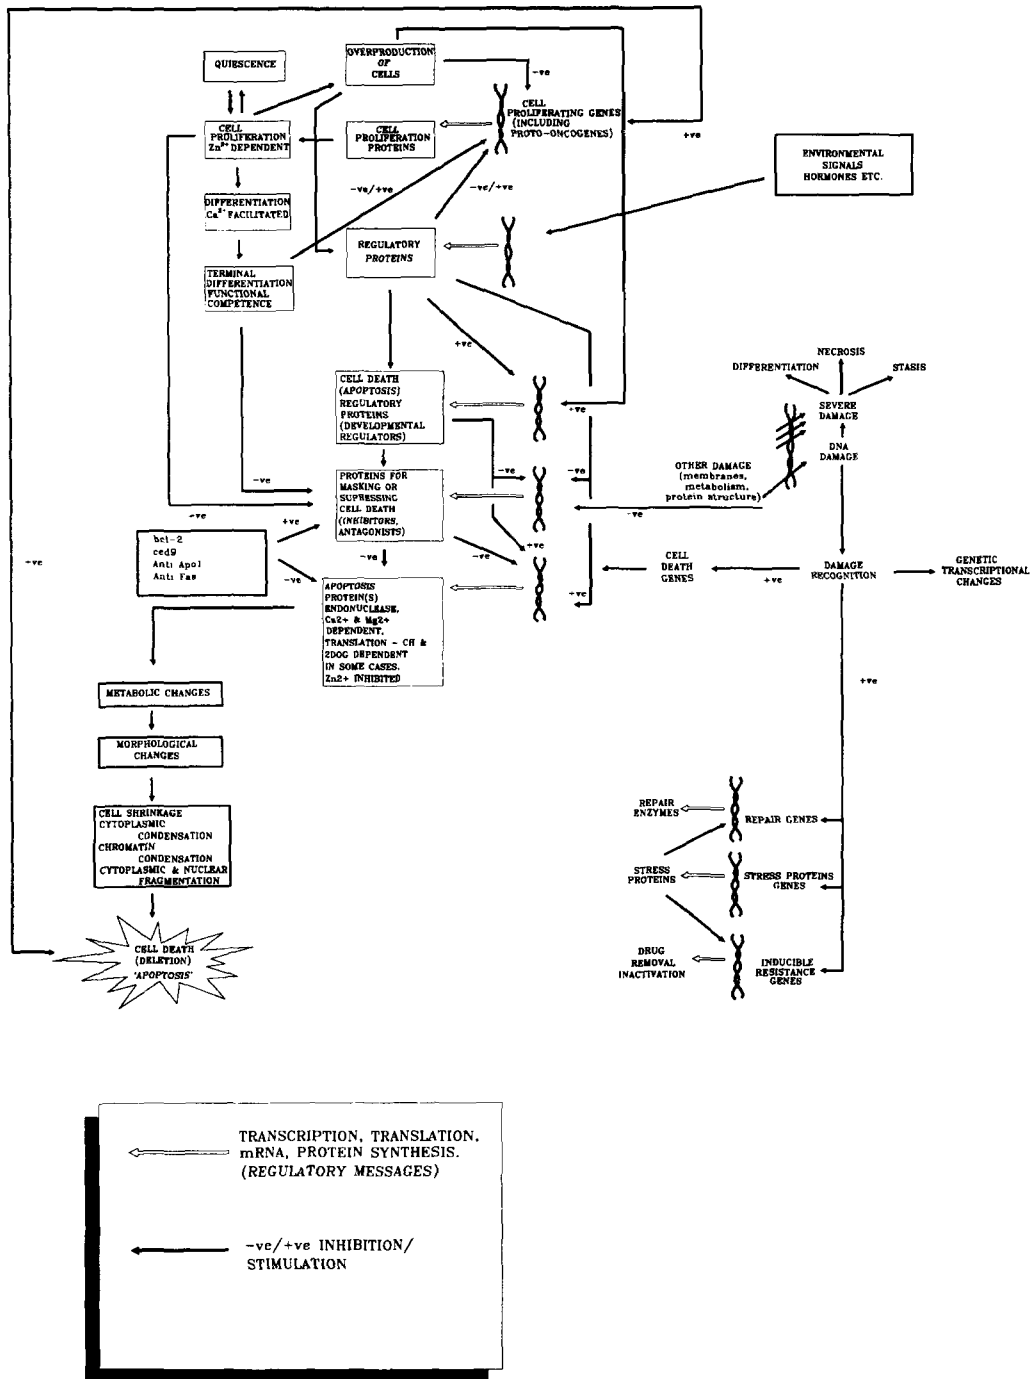 QUIESCENCE
OVERPRODUCTION
OF
CELLS
-ve
CELL
PROLIFERATING GENES
(INCLUDING
PROTO-ONCOGENES)
+ve
CELL
PROLIFERATION
Zn²⁺ DEPENDENT
CELL
PROLIFERATION
PROTEINS
ENVIRONMENTAL
SIGNALS
HORMONES ETC.
-ve/+ve
-ve/+ve
DIFFERENTIATION
Ca²⁺ FACILITATED
REGULATORY
PROTEINS
TERMINAL
DIFFERENTIATION
FUNCTIONAL
COMPETENCE
+ve
NECROSIS
DIFFERENTIATION
STASIS
SEVERE
DAMAGE
DNA
DAMAGE
CELL DEATH
(APOPTOSIS)
REGULATORY
PROTEINS
(DEVELOPMENTAL
REGULATORS)
+ve
-ve
-ve
-ve
OTHER DAMAGE
(membranes,
metabolism,
protein structure)
-ve
PROTEINS FOR
MASKING OR
SUPRESSING
CELL DEATH
(INHIBITORS,
ANTAGONISTS)
-ve
+ve
bcl-2
ced9
Anti Apo1
Anti Fas
-ve
-ve
-ve
+ve
+ve
CELL
DEATH
GENES
+ve
DAMAGE
RECOGNITION
GENETIC
TRANSCRIPTIONAL
CHANGES
+ve
APOPTOSIS
PROTEIN(S)
ENDONUCLEASE,
Ca2+ & Mg2+
DEPENDENT,
TRANSLATION - CH &
2DOG DEPENDENT
IN SOME CASES.
Zn2+ INHIBITED
+ve
METABOLIC CHANGES
MORPHOLOGICAL
CHANGES
CELL SHRINKAGE
CYTOPLASMIC
CONDENSATION
CHROMATIN
CONDENSATION
CYTOPLASMIC & NUCLEAR
FRAGMENTATION
CELL DEATH
(DELETION)
'APOPTOSIS'
REPAIR
ENZYMES
REPAIR GENES
STRESS
PROTEINS
STRESS PROTEINS
GENES
DRUG
REMOVAL
INACTIVATION
INDUCIBLE
RESISTANCE
GENES
TRANSCRIPTION, TRANSLATION,
mRNA, PROTEIN SYNTHESIS.
(REGULATORY MESSAGES)
-ve/+ve INHIBITION/
STIMULATION